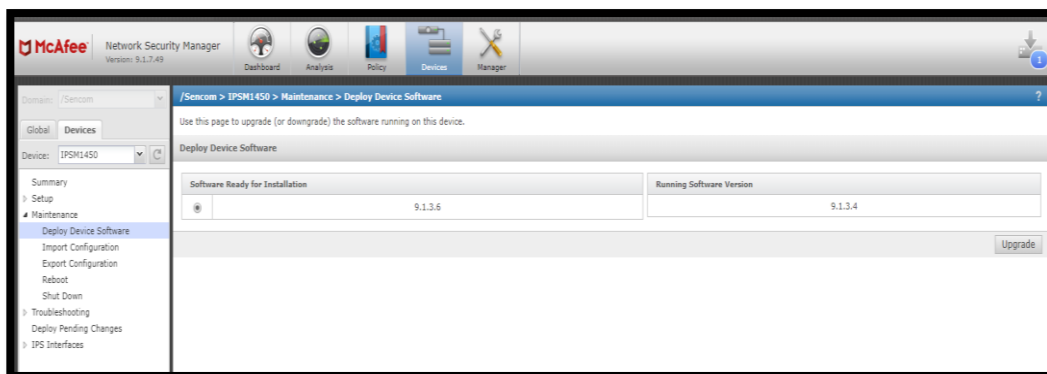 McAfee Network Security Manager
Version: 9.1.7.49
Dashboard Analysis Policy Devices Manager
1
Domain: /Sencom
/Sencom > IPSM1450 > Maintenance > Deploy Device Software ?
Use this page to upgrade (or downgrade) the software running on this device.
Global Devices
Deploy Device Software
Device: IPSM1450
Summary
Setup
Maintenance
Deploy Device Software
Import Configuration
Export Configuration
Reboot
Shut Down
Troubleshooting
Deploy Pending Changes
IPS Interfaces
Software Ready for Installation Running Software Version
9.1.3.6 9.1.3.4
Upgrade